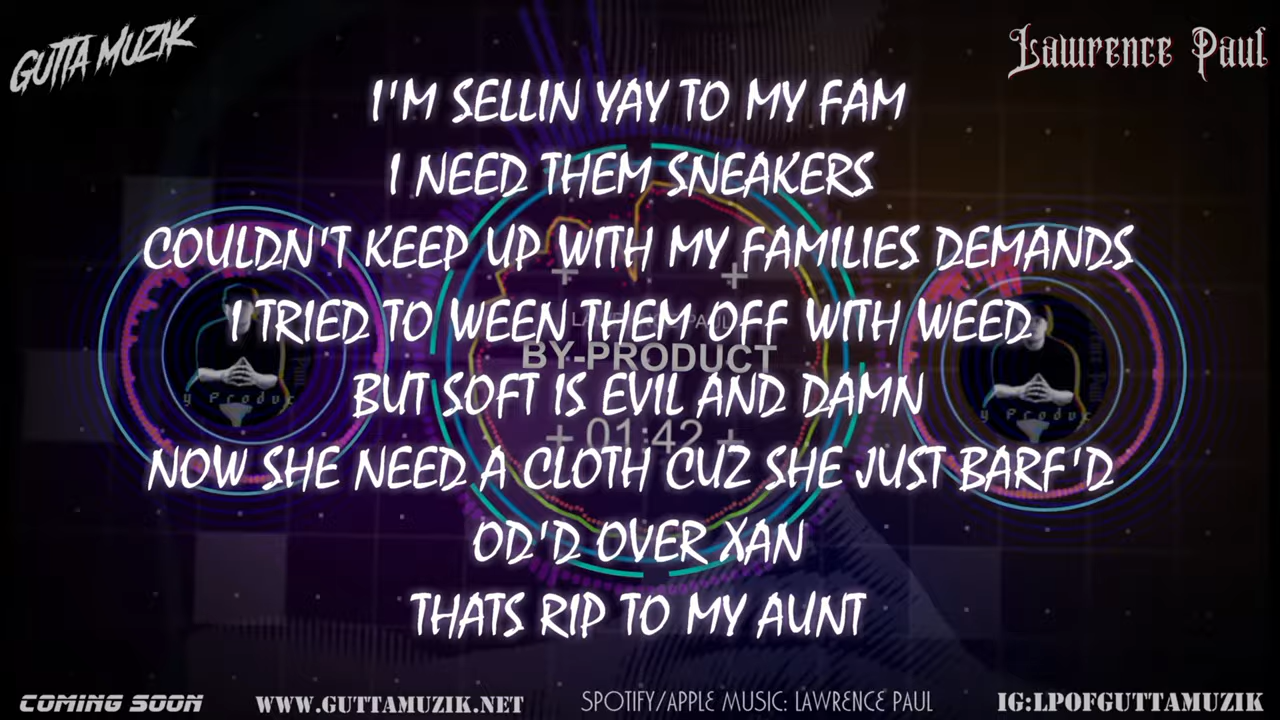 GUTTA MUZIK
Lawrence Paul
I'M SELLIN YAY TO MY FAM
I NEED THEM SNEAKERS
COULDN'T KEEP UP WITH MY FAMILIES DEMANDS
I TRIED TO WEEN THEM OFF WITH WEED
LAWRENCE PAUL
BY-PRODUCT
BUT SOFT IS EVIL AND DAMN
01:42
NOW SHE NEED A CLOTH CUZ SHE JUST BARF'D
OD'D OVER XAN
THATS RIP TO MY AUNT
COMING SOON
WWW.GUTTAMUZIK.NET
SPOTIFY/APPLE MUSIC: LAWRENCE PAUL
IG:LPOFGUTTAMUZIK